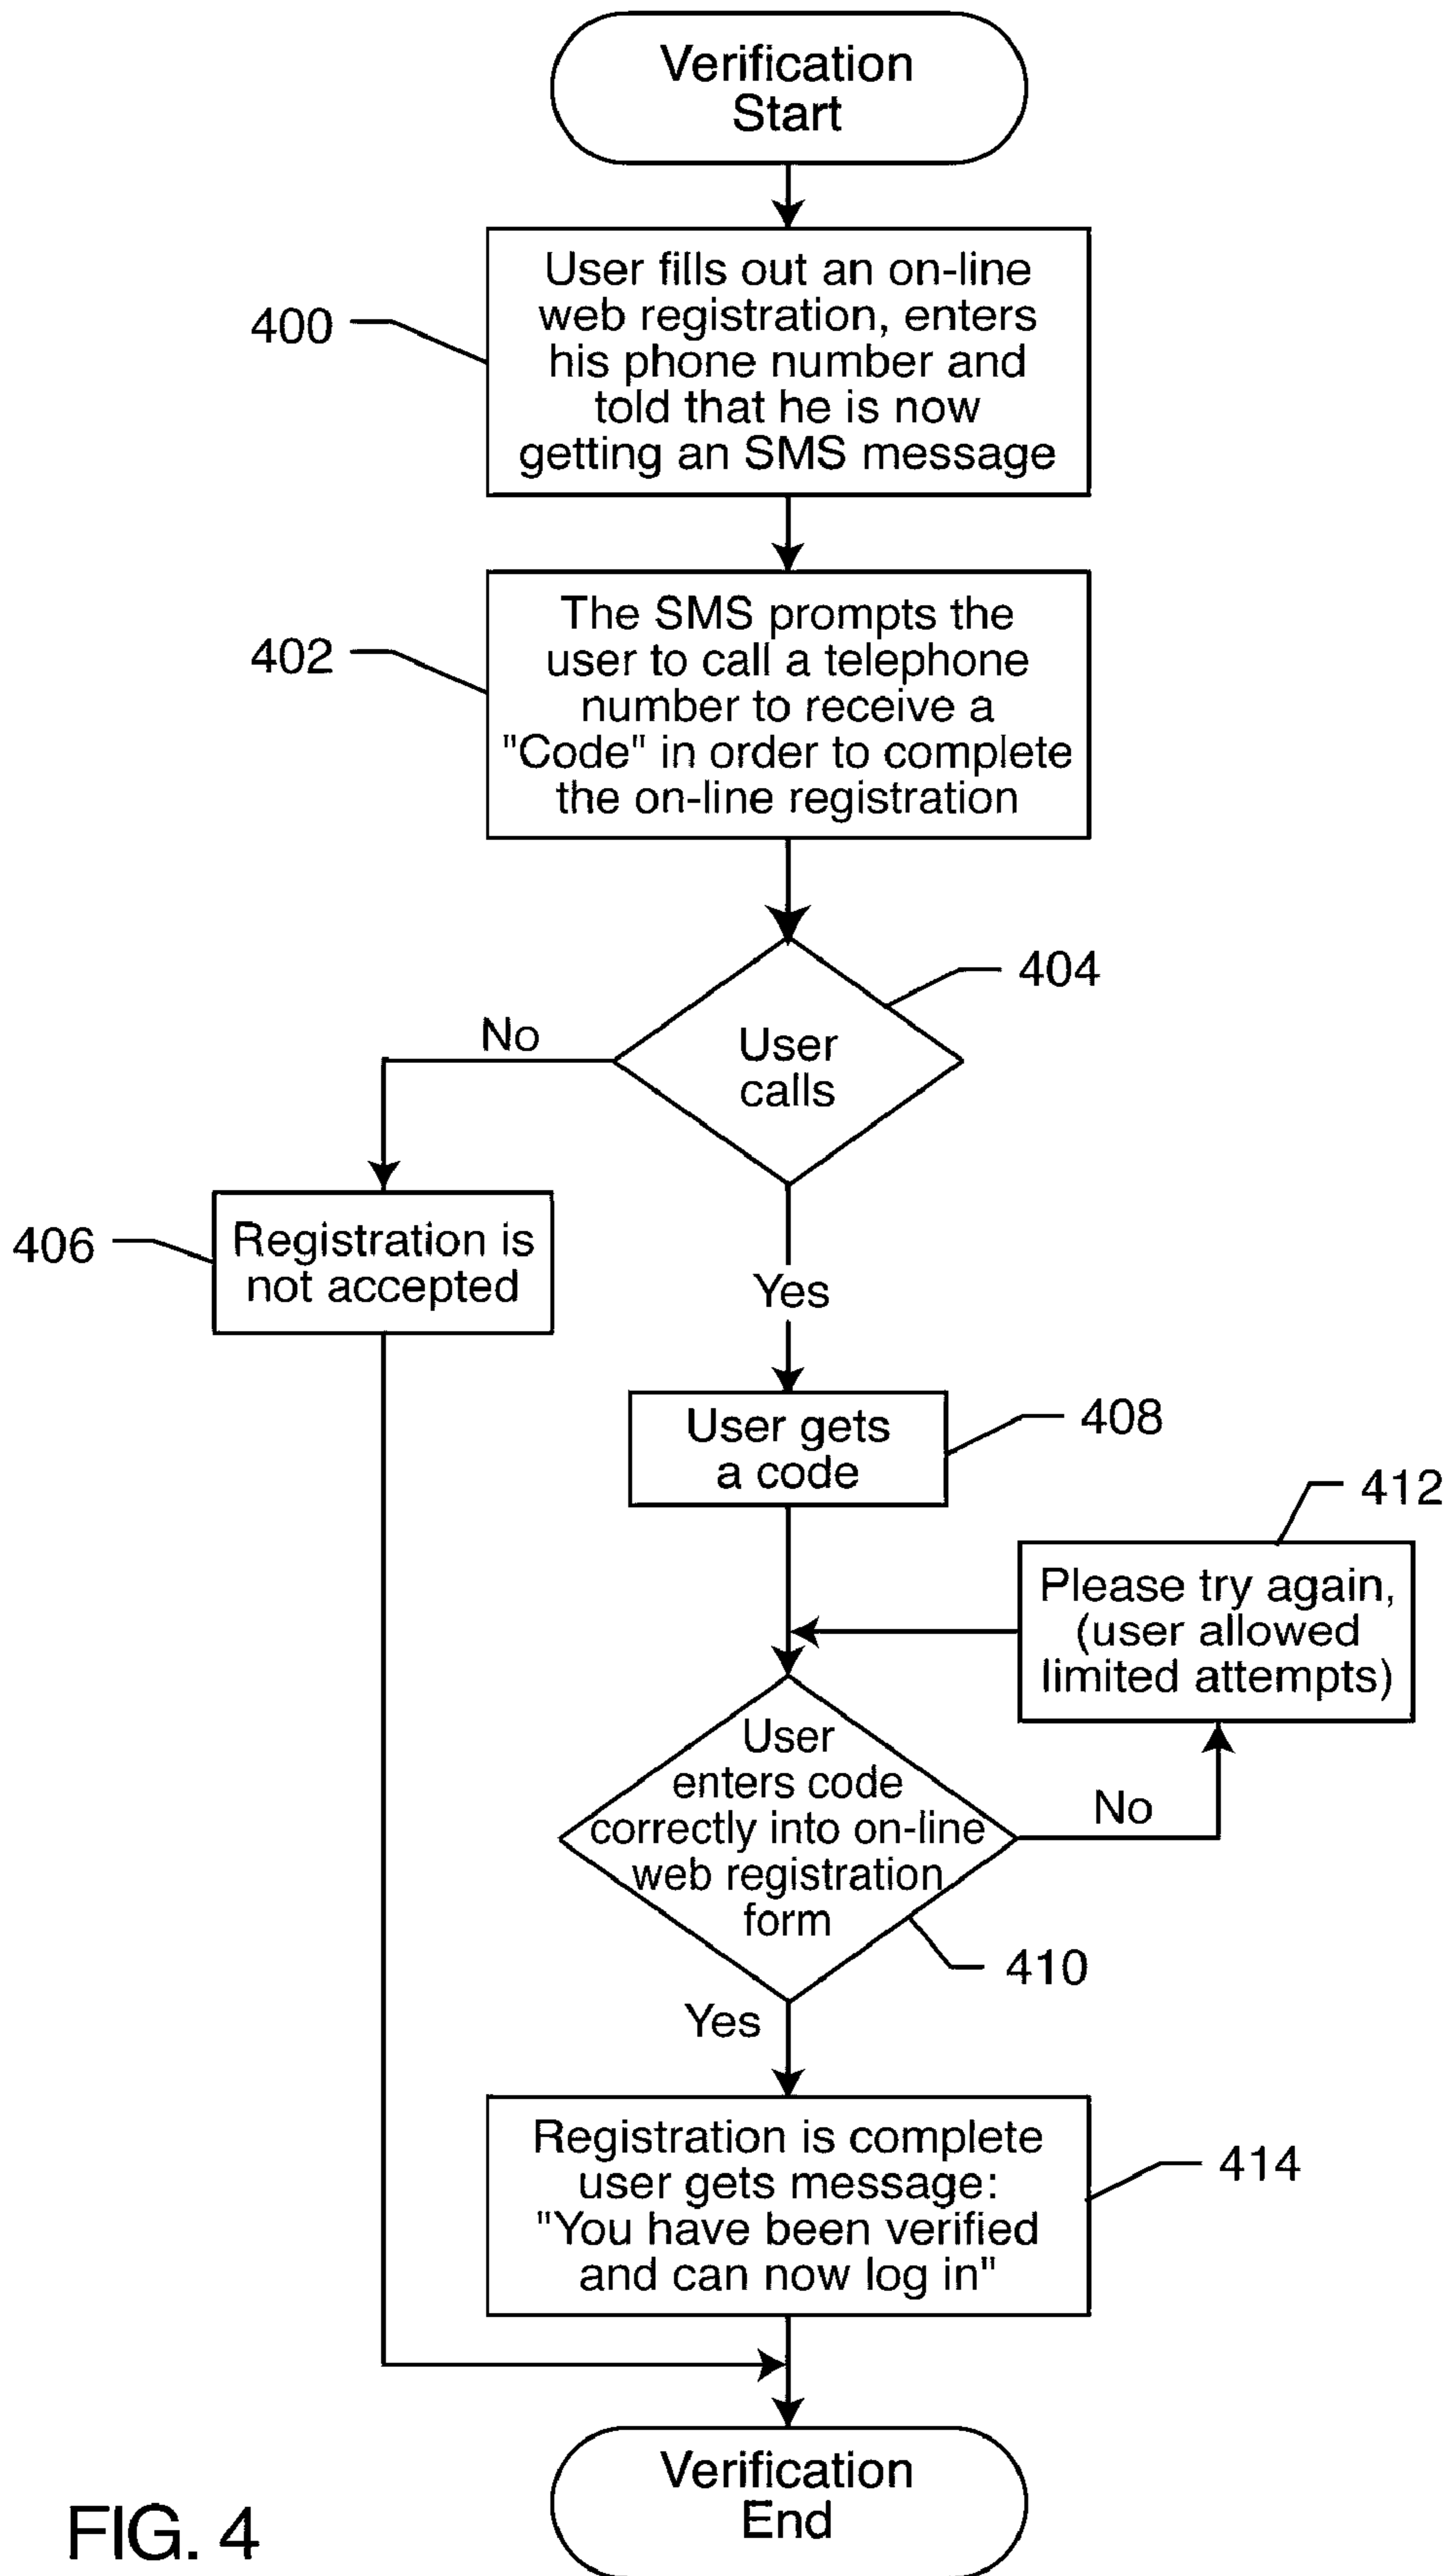 Verification
Start
400
User fills out an on-line
web registration, enters
his phone number and
told that he is now
getting an SMS message
402
The SMS prompts the
user to call a telephone
number to receive a
"Code" in order to complete
the on-line registration
404
User
calls
No
Yes
406
Registration is
not accepted
User gets
a code
408
412
Please try again,
(user allowed
limited attempts)
User
enters code
correctly into on-line
web registration
form
No
410
Yes
Registration is complete
user gets message:
"You have been verified
and can now log in"
414
Verification
End
FIG. 4